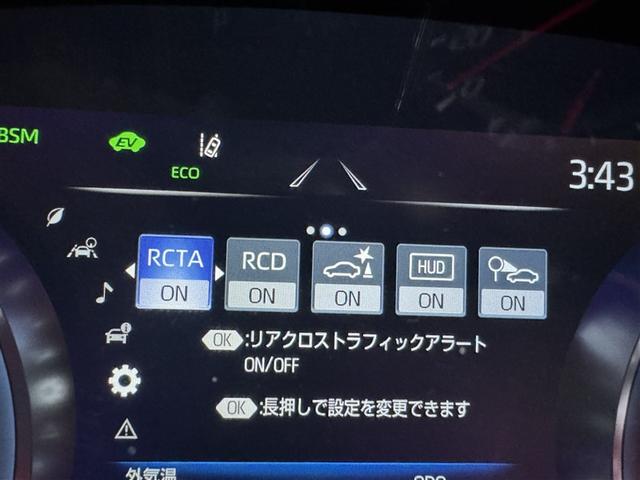 BSM
EV
ECO
3:43
RCTA
RCD
HUD
ON
ON
ON
ON
ON
OK :リアクロストラフィックアラート
ON/OFF
OK :長押しで設定を変更できます
外気温